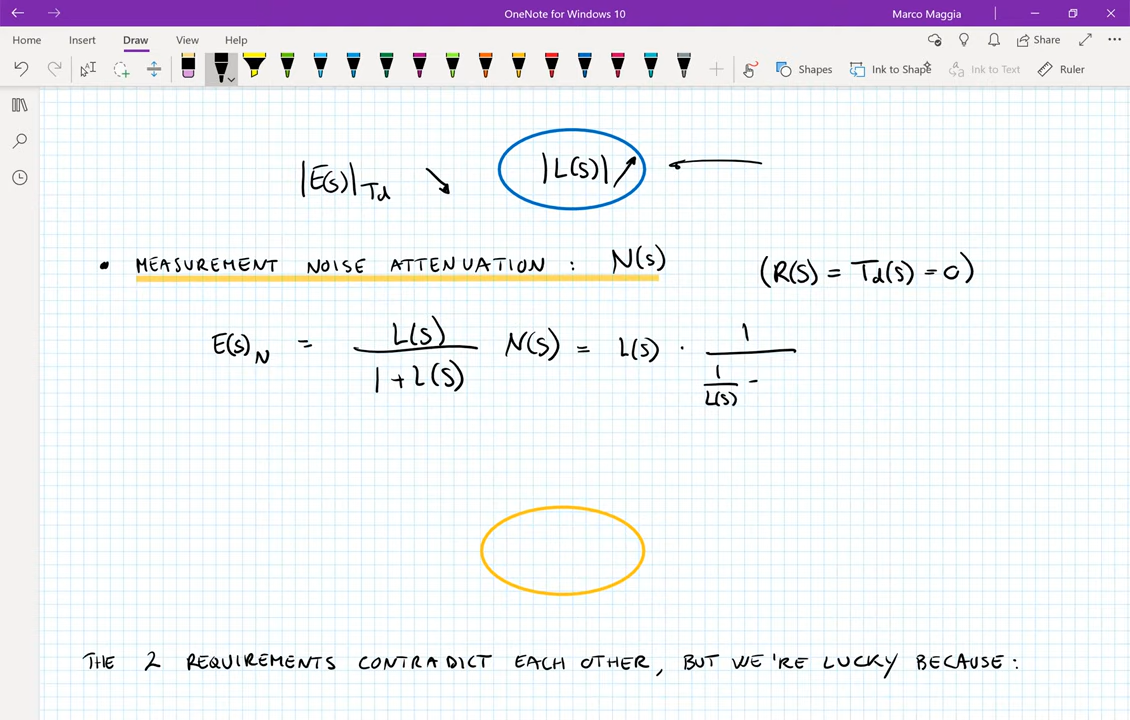 OneNote for Windows 10
Marco Maggia
Home Insert Draw View Help
Share
Shapes Ink to Shape Ink to Text Ruler
|E(s)|Td ↘ |L(s)| ↗ ←
• MEASUREMENT NOISE ATTENUATION : N(s) (R(S) = Td(s) = 0)
E(s)N = L(s) / 1 + L(s) N(s) = L(s) · 1 / 1/L(s) -
THE 2 REQUIREMENTS CONTRADICT EACH OTHER, BUT WE'RE LUCKY BECAUSE :